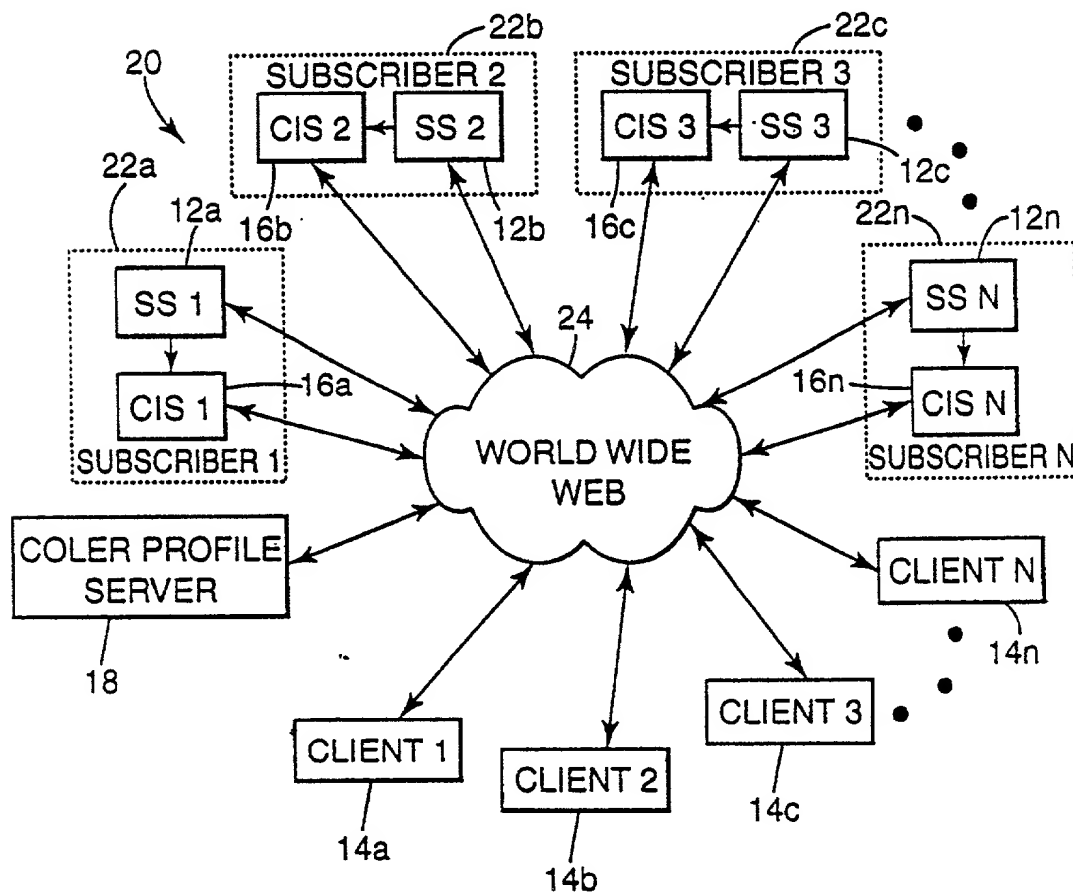 20
22b
SUBSCRIBER 2
CIS 2
SS 2
16b
12b
22c
SUBSCRIBER 3
CIS 3
SS 3
16c
12c
22a
12a
SS 1
16a
CIS 1
SUBSCRIBER 1
22n
12n
SS N
16n
CIS N
SUBSCRIBER N
24
WORLD WIDE
WEB
COLER PROFILE
SERVER
18
CLIENT N
14n
CLIENT 3
14c
CLIENT 1
14a
CLIENT 2
14b